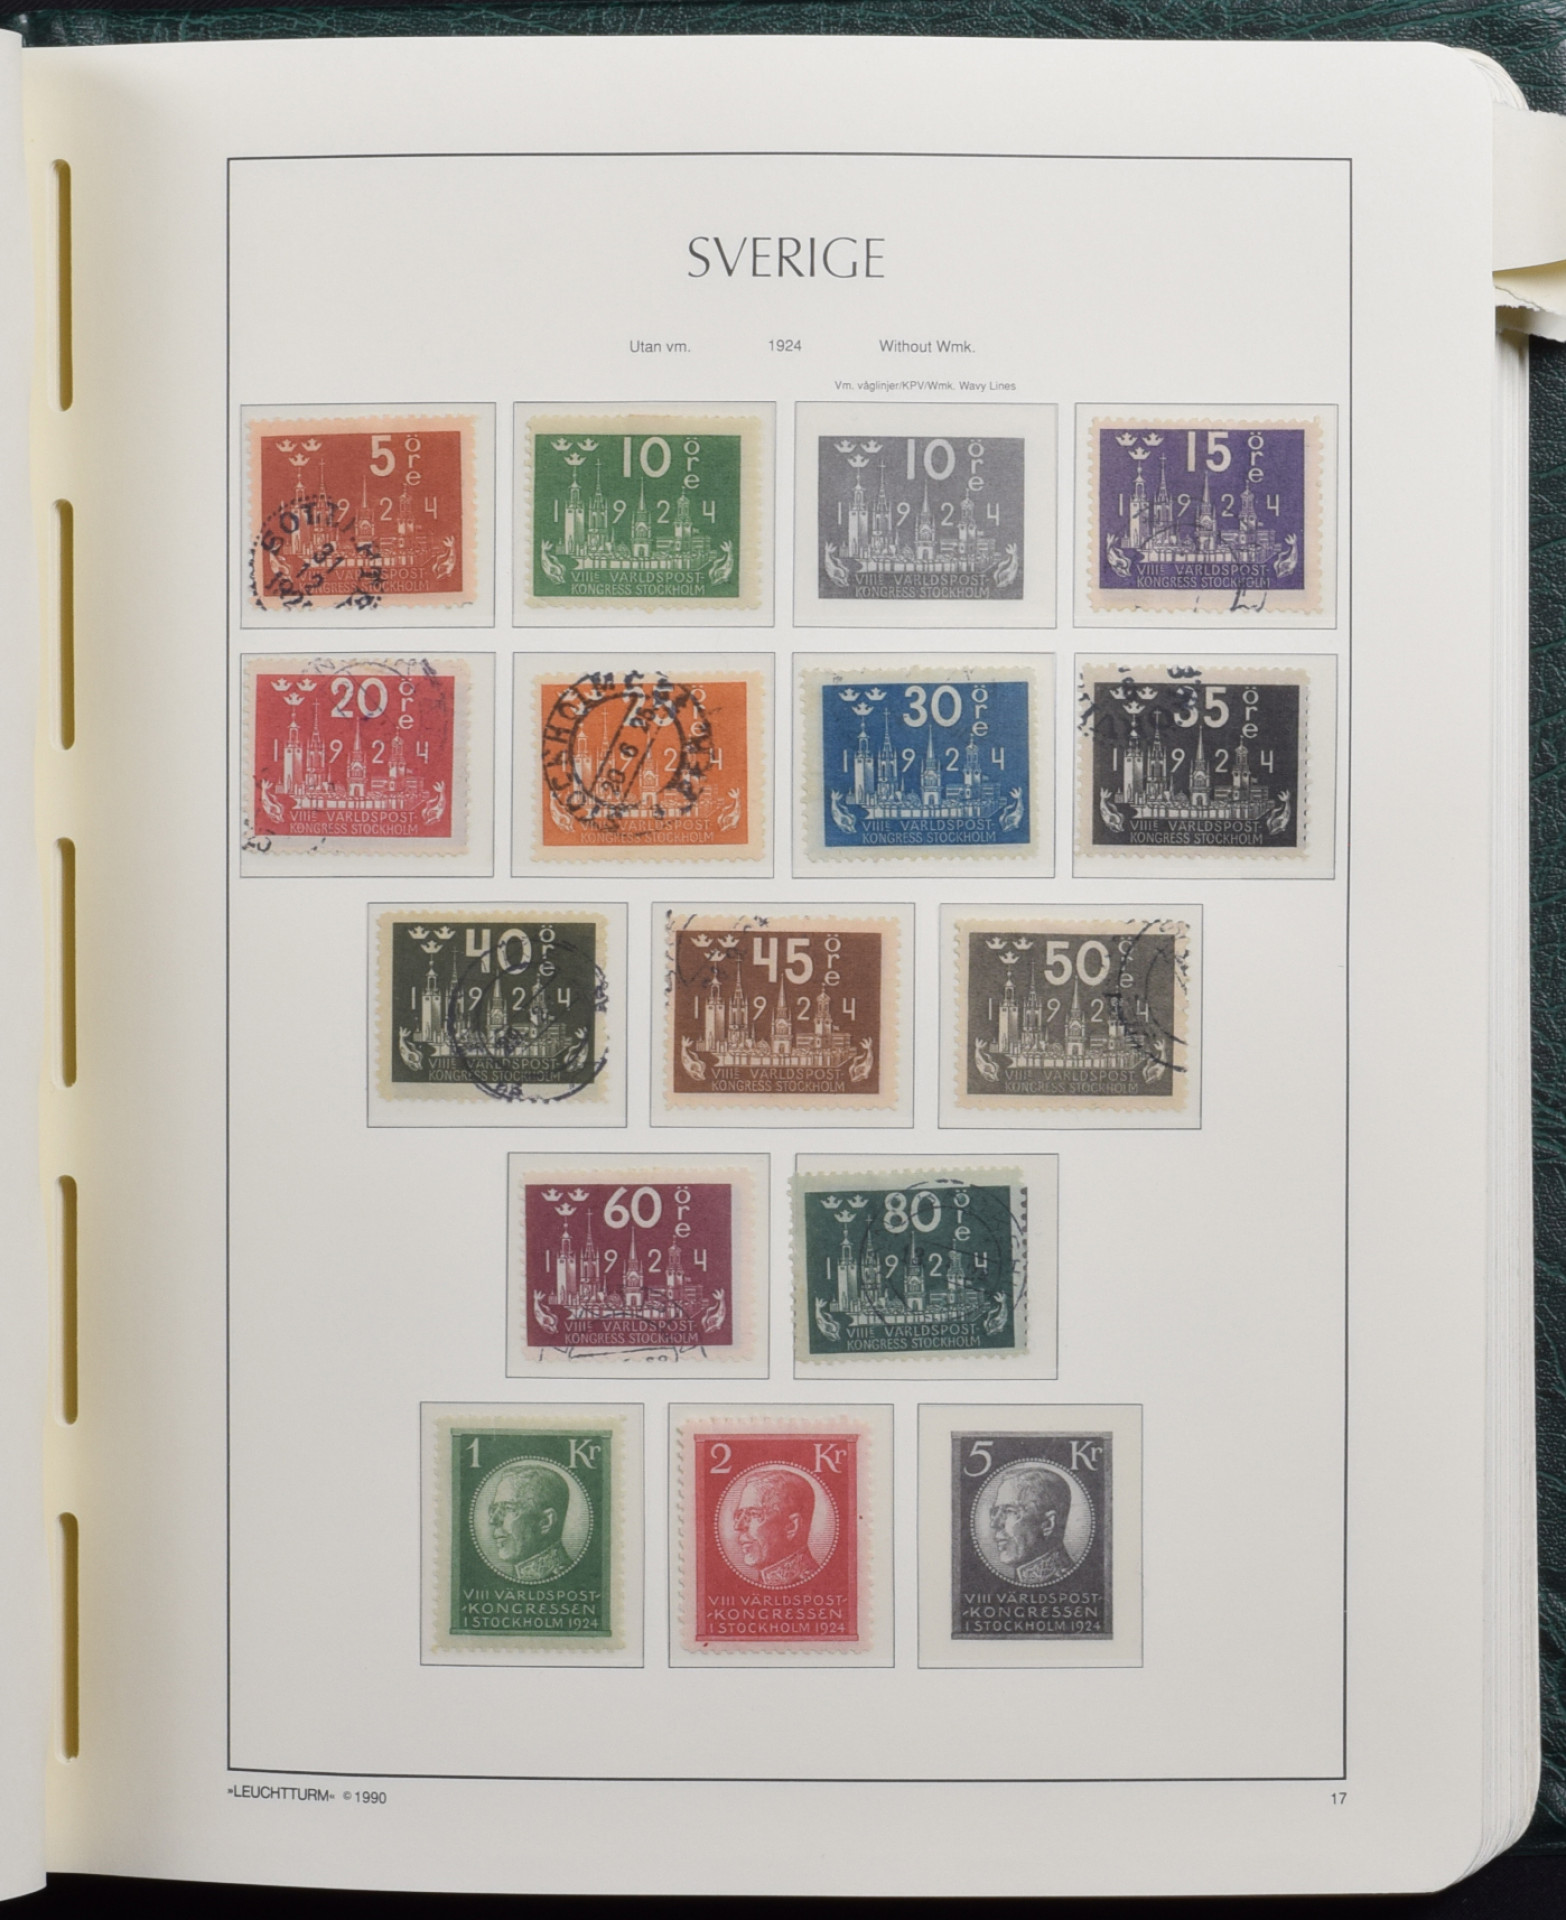 SVERIGE
Utan vm. 1924 Without Wmk.
Vm. våglinjer/KPV/Wmk. Wavy Lines
5 öre
1924
VIIIE VÄRLDSPOST-
KONGRESS STOCKHOLM
10 öre
1924
VIIIE VÄRLDSPOST-
KONGRESS STOCKHOLM
10 öre
1924
VIIIE VÄRLDSPOST-
KONGRESS STOCKHOLM
15 öre
1924
VIIIE VÄRLDSPOST-
KONGRESS STOCKHOLM
20 öre
1924
VIIIE VÄRLDSPOST-
KONGRESS STOCKHOLM
25 öre
1924
VIIIE VÄRLDSPOST-
KONGRESS STOCKHOLM
30 öre
1924
VIIIE VÄRLDSPOST-
KONGRESS STOCKHOLM
35 öre
1924
VIIIE VÄRLDSPOST-
KONGRESS STOCKHOLM
40 öre
1924
VIIIE VÄRLDSPOST-
KONGRESS STOCKHOLM
45 öre
1924
VIIIE VÄRLDSPOST-
KONGRESS STOCKHOLM
50 öre
1924
VIIIE VÄRLDSPOST-
KONGRESS STOCKHOLM
60 öre
1924
VIIIE VÄRLDSPOST-
KONGRESS STOCKHOLM
80 öre
1924
VIIIE VÄRLDSPOST-
KONGRESS STOCKHOLM
1 Kr
VIII VÄRLDSPOST-
-KONGRESSEN
I STOCKHOLM 1924
2 Kr
VIII VÄRLDSPOST-
-KONGRESSEN
I STOCKHOLM 1924
5 Kr
VIII VÄRLDSPOST-
-KONGRESSEN
I STOCKHOLM 1924
»LEUCHTTURM« © 1990
17